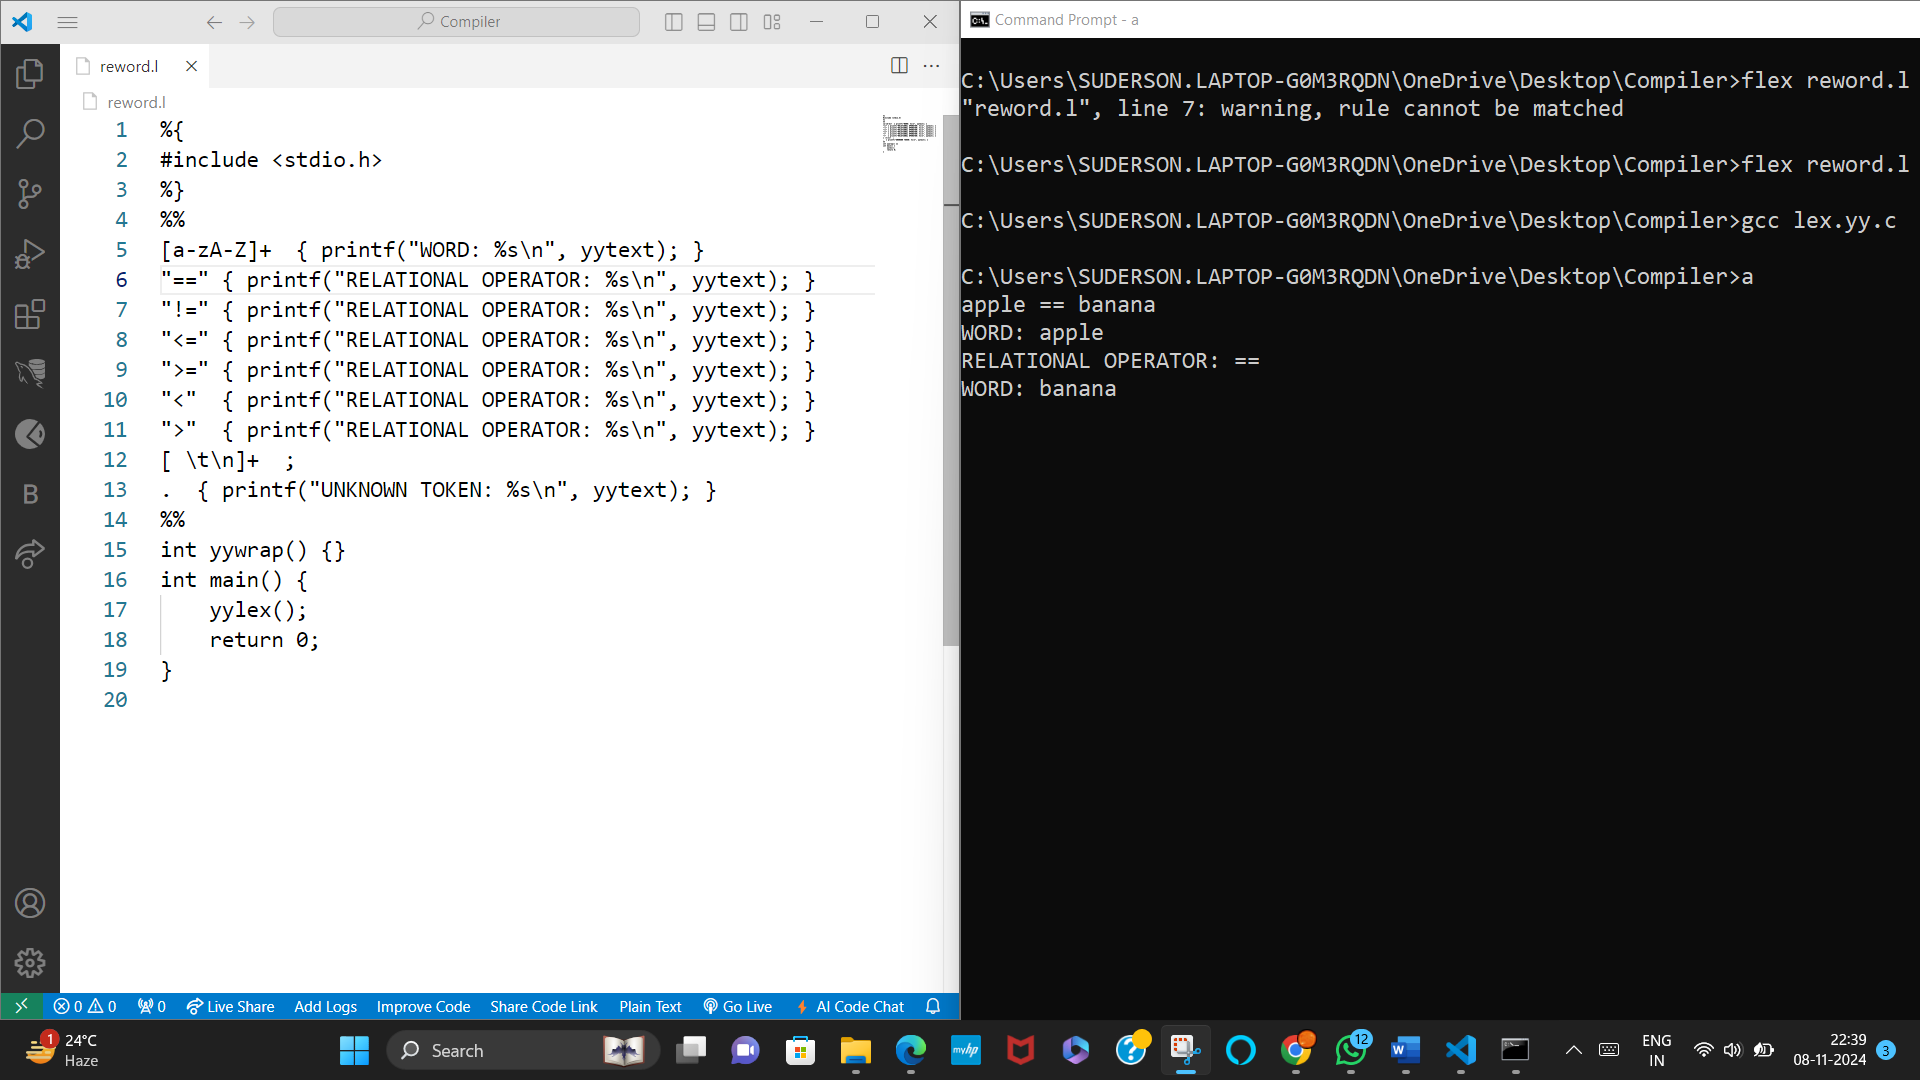 Compiler
reword.l
reword.l
1 %{
2 #include <stdio.h>
3 %}
4 %%
5 [a-zA-Z]+  { printf("WORD: %s\n", yytext); }
6 "==" { printf("RELATIONAL OPERATOR: %s\n", yytext); }
7 "!=" { printf("RELATIONAL OPERATOR: %s\n", yytext); }
8 "<=" { printf("RELATIONAL OPERATOR: %s\n", yytext); }
9 ">=" { printf("RELATIONAL OPERATOR: %s\n", yytext); }
10 "<"  { printf("RELATIONAL OPERATOR: %s\n", yytext); }
11 ">"  { printf("RELATIONAL OPERATOR: %s\n", yytext); }
12 [ \t\n]+  ;
13 .  { printf("UNKNOWN TOKEN: %s\n", yytext); }
14 %%
15 int yywrap() {}
16 int main() {
17     yylex();
18     return 0;
19 }
20
0 0 0 Live Share Add Logs Improve Code Share Code Link Plain Text Go Live AI Code Chat
Command Prompt - a
C:\Users\SUDERSON.LAPTOP-G0M3RQDN\OneDrive\Desktop\Compiler>flex reword.l
"reword.l", line 7: warning, rule cannot be matched
C:\Users\SUDERSON.LAPTOP-G0M3RQDN\OneDrive\Desktop\Compiler>flex reword.l
C:\Users\SUDERSON.LAPTOP-G0M3RQDN\OneDrive\Desktop\Compiler>gcc lex.yy.c
C:\Users\SUDERSON.LAPTOP-G0M3RQDN\OneDrive\Desktop\Compiler>a
apple == banana
WORD: apple
RELATIONAL OPERATOR: ==
WORD: banana
1
24°C
Haze
Search
myhp
12
W
ENG
IN
22:39
08-11-2024
3